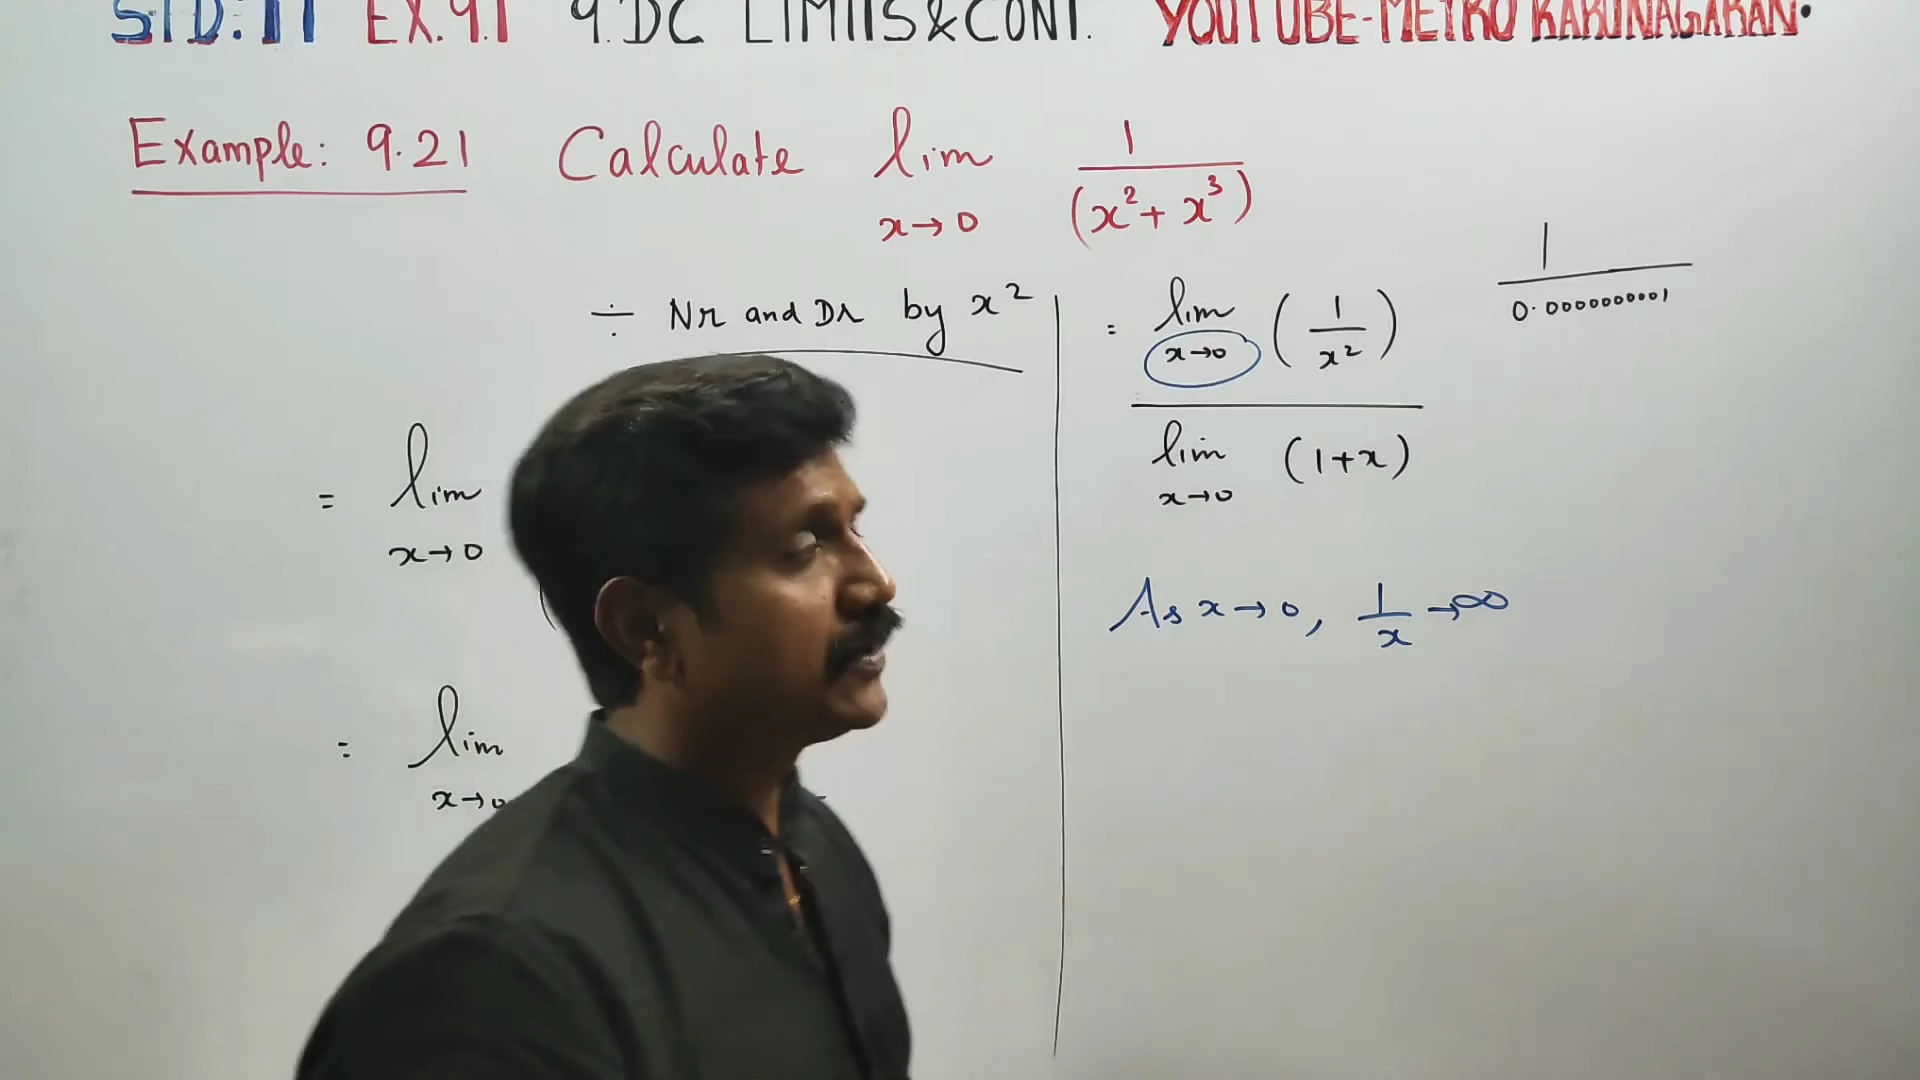 STD: 11 EX. 9.1 9. DC LIMITS & CONT. YOUTUBE-METRO KARUNAGARAN.
Example: 9.21 Calculate lim 1
x→0 (x²+ x³)
÷ Nr and Dr by x²
= lim
x→0
= lim
x→0
= lim (1
x→0 x²)
lim (1+x)
x→0
As x→0, 1/x →∞
1
0.0000000001